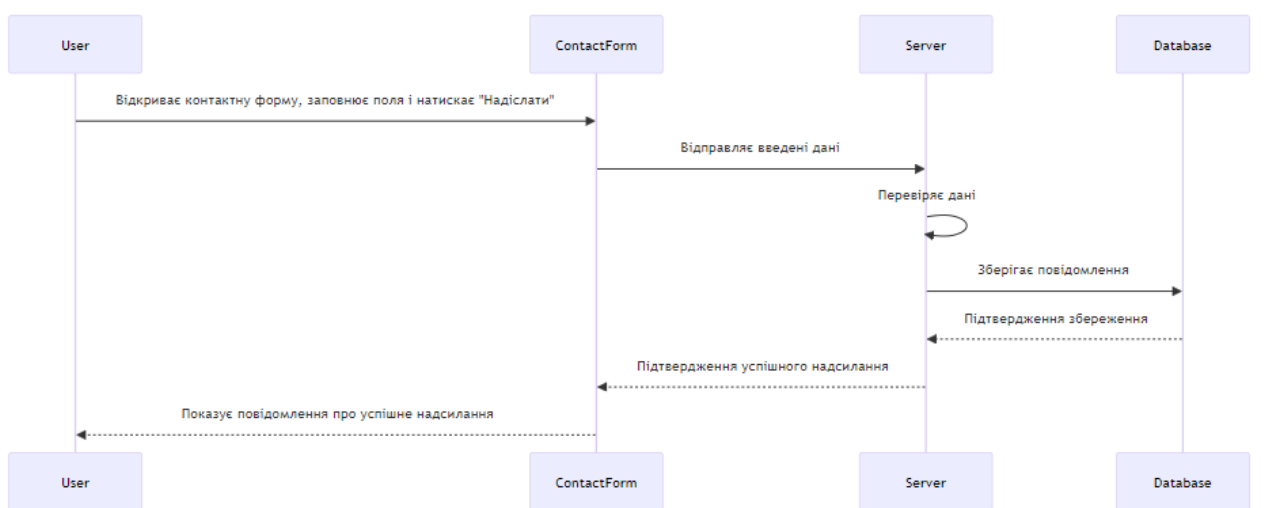 User
ContactForm
Server
Database
Відкриває контактну форму, заповнює поля і натискає "Надіслати"
Відправляє введені дані
Перевіряє дані
Зберігає повідомлення
Підтвердження збереження
Підтвердження успішного надсилання
Показує повідомлення про успішне надсилання
User
ContactForm
Server
Database